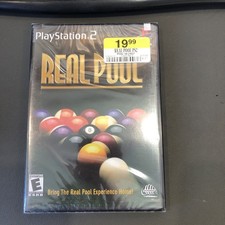 PlayStation 2
19.99
REAL POOL
E
Bring The Real Pool Experience Home!